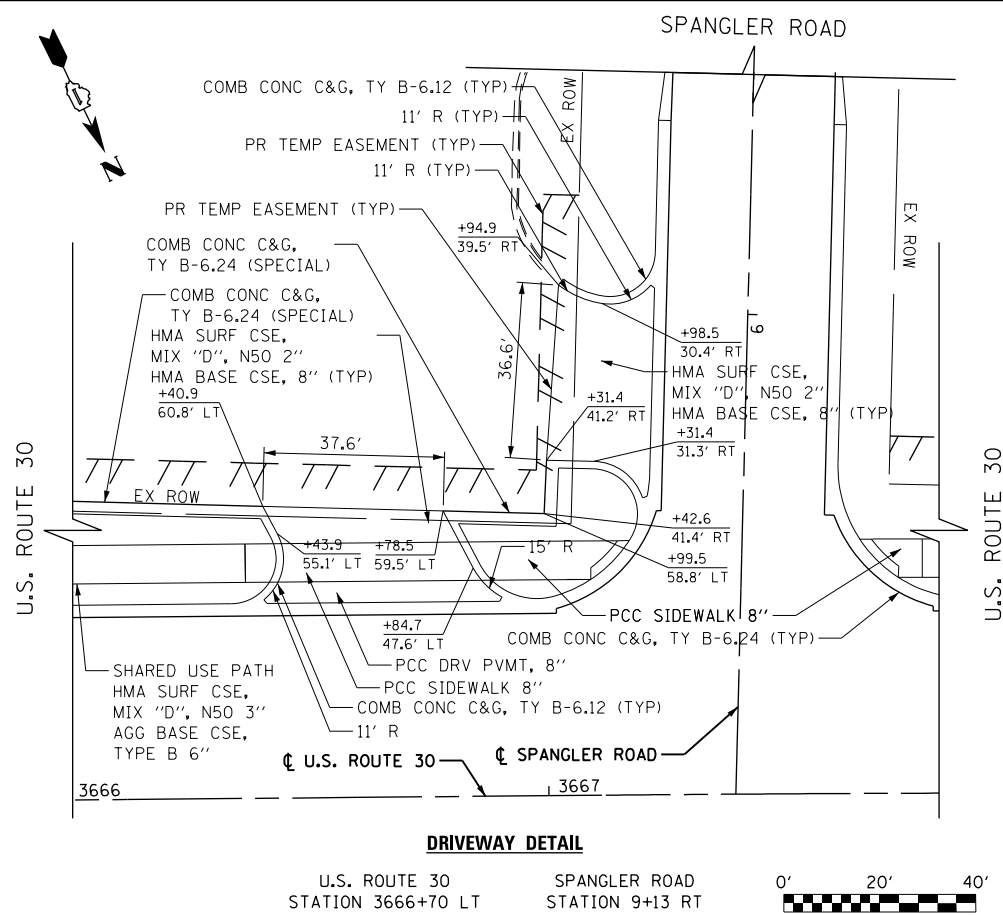 SPANGLER ROAD
COMB CONC C&G, TY B-6.12 (TYP)
11' R (TYP)
PR TEMP EASEMENT (TYP)
11' R (TYP)
PR TEMP EASEMENT (TYP)
EX ROW
EX ROW
+94.9
39.5' RT
COMB CONC C&G,
TY B-6.24 (SPECIAL)
COMB CONC C&G,
TY B-6.24 (SPECIAL)
HMA SURF CSE,
MIX "D", N50 2"
HMA BASE CSE, 8" (TYP)
+40.9
60.8' LT
36.6'
9
+98.5
30.4' RT
HMA SURF CSE,
MIX "D", N50 2"
HMA BASE CSE, 8" (TYP)
+31.4
41.2' RT
+31.4
31.3' RT
37.6'
EX ROW
U.S. ROUTE 30
U.S. ROUTE 30
+43.9
55.1' LT
+78.5
59.5' LT
15' R
+42.6
41.4' RT
+99.5
58.8' LT
+84.7
47.6' LT
PCC SIDEWALK 8"
COMB CONC C&G, TY B-6.24 (TYP)
PCC DRV PVMT, 8"
PCC SIDEWALK 8"
COMB CONC C&G, TY B-6.12 (TYP)
11' R
SHARED USE PATH
HMA SURF CSE,
MIX "D", N50 3"
AGG BASE CSE,
TYPE B 6"
℄ U.S. ROUTE 30
℄ SPANGLER ROAD
3666
3667
N
DRIVEWAY DETAIL
U.S. ROUTE 30
STATION 3666+70 LT
SPANGLER ROAD
STATION 9+13 RT
0' 20' 40'